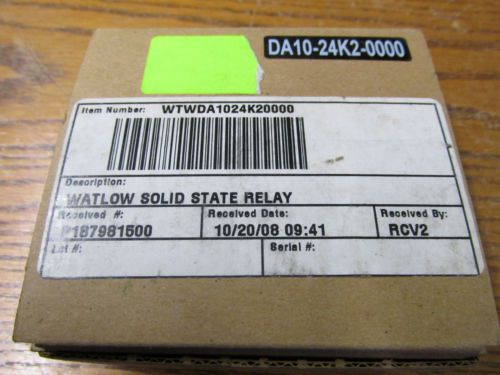 DA10-24K2-0000
Item Number: WTWDA1024K20000
Description:
WATLOW SOLID STATE RELAY
Received #: Received Date: Received By:
P187981500 10/20/08 09:41 RCV2
Lot #: Serial #: